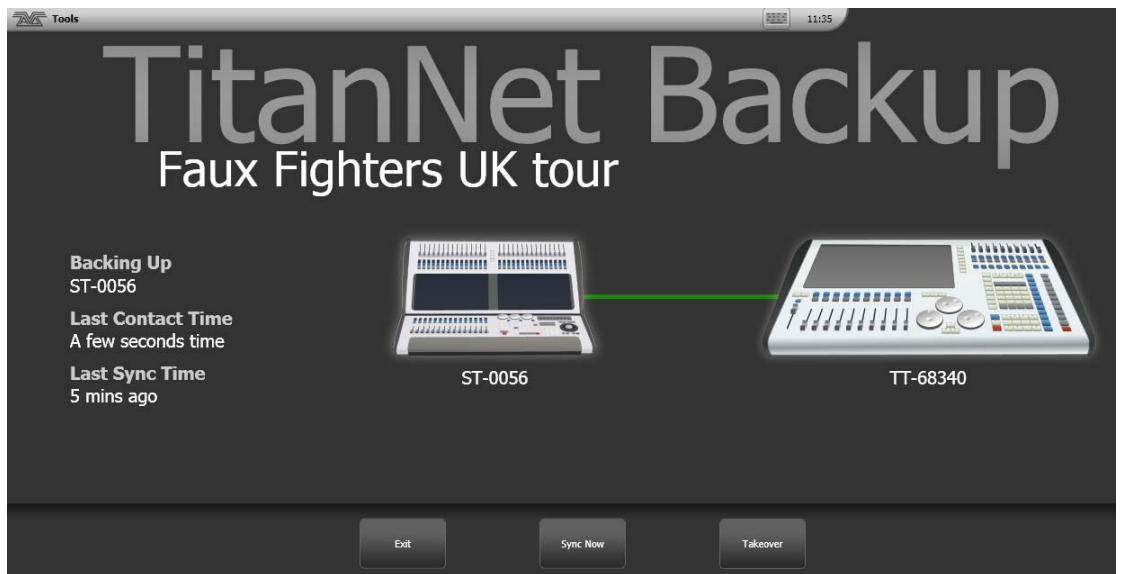 Tools
11:35
TitanNet Backup
Faux Fighters UK tour
Backing Up
ST-0056
Last Contact Time
A few seconds time
Last Sync Time
5 mins ago
ST-0056
TT-68340
Exit
Sync Now
Takeover